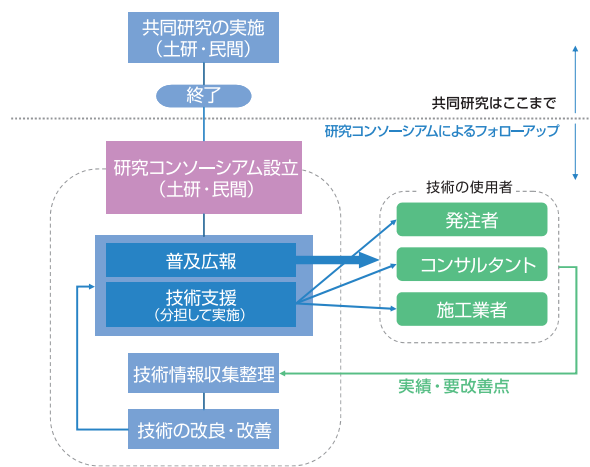 共同研究の実施
（土研・民間）
終了
共同研究はここまで
研究コンソーシアムによるフォローアップ
研究コンソーシアム設立
（土研・民間）
技術の使用者
発注者
普及広報
コンサルタント
技術支援
（分担して実施）
施工業者
技術情報収集整理
実績・要改善点
技術の改良・改善